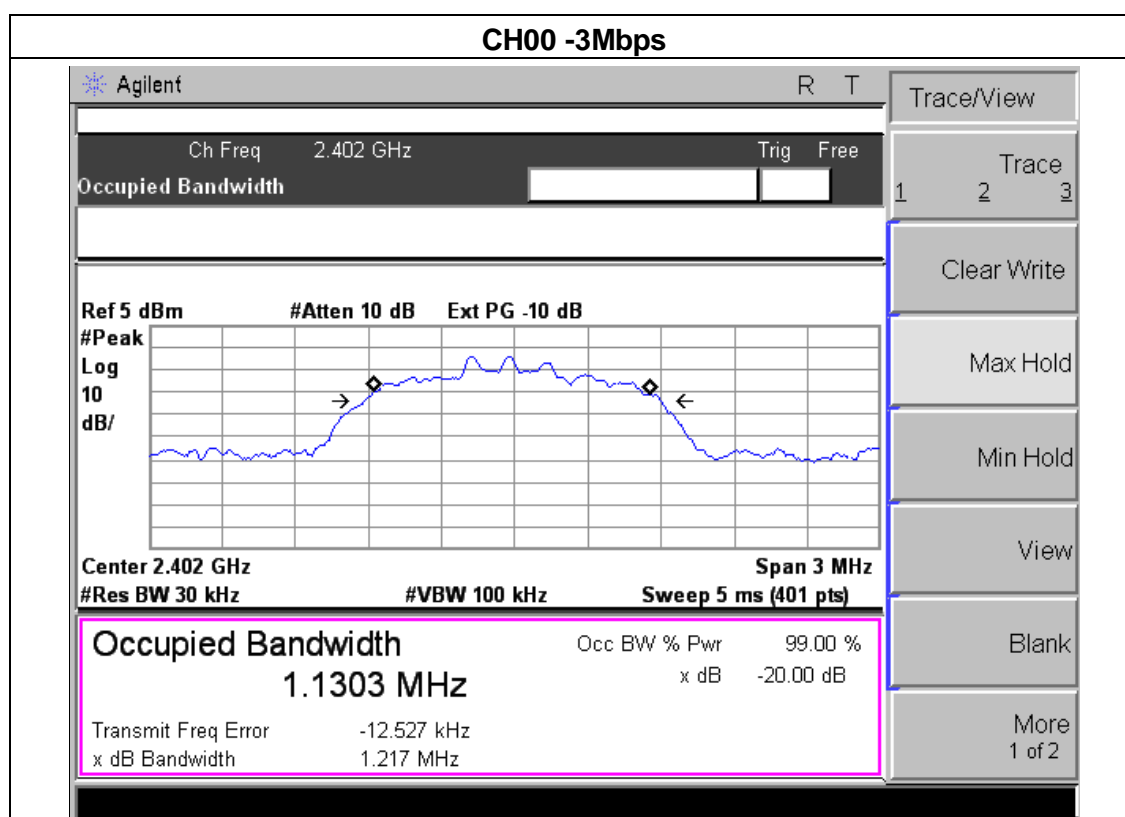 CH00 -3Mbps
Agilent R T
Ch Freq 2.402 GHz Trig Free
Occupied Bandwidth
Ref 5 dBm #Atten 10 dB Ext PG -10 dB
#Peak
Log
10
dB/
Center 2.402 GHz Span 3 MHz
#Res BW 30 kHz #VBW 100 kHz Sweep 5 ms (401 pts)
Occupied Bandwidth Occ BW % Pwr 99.00 %
1.1303 MHz x dB -20.00 dB
Transmit Freq Error -12.527 kHz
x dB Bandwidth 1.217 MHz
Trace/View
Trace
1 2 3
Clear Write
Max Hold
Min Hold
View
Blank
More
1 of 2